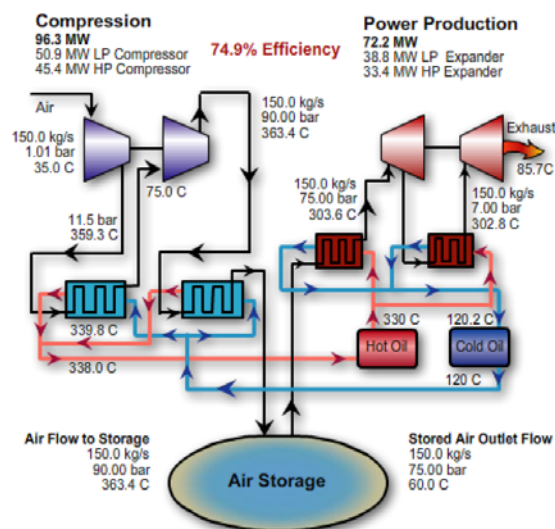 Compression
96.3 MW
50.9 MW LP Compressor
45.4 MW HP Compressor
74.9% Efficiency
Power Production
72.2 MW
38.8 MW LP Expander
33.4 MW HP Expander
Air
150.0 kg/s
1.01 bar
35.0 C
75.0 C
150.0 kg/s
90.00 bar
363.4 C
Exhaust
85.7C
150.0 kg/s
75.00 bar
303.6 C
150.0 kg/s
7.00 bar
302.8 C
11.5 bar
359.3 C
339.8 C
338.0 C
330 C
120.2 C
Hot Oil
Cold Oil
120 C
Air Flow to Storage
150.0 kg/s
90.00 bar
363.4 C
Air Storage
Stored Air Outlet Flow
150.0 kg/s
75.00 bar
60.0 C